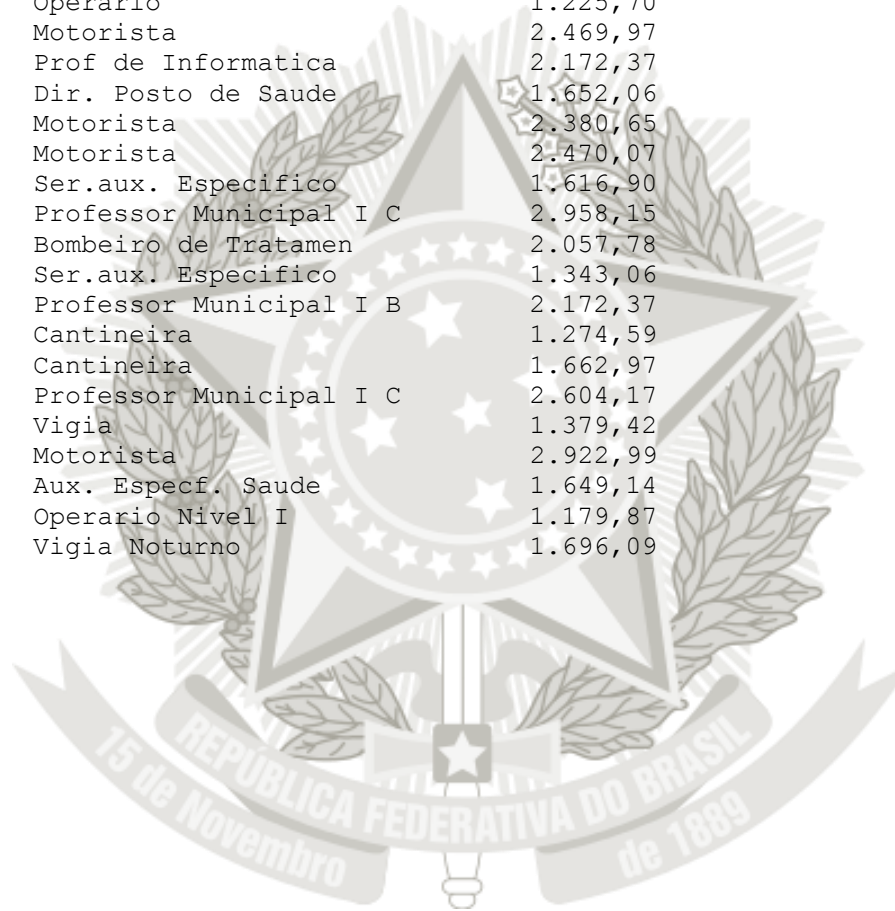 Operario 1.225,70
Motorista 2.469,97
Prof de Informatica 2.172,37
Dir. Posto de Saude 1.652,06
Motorista 2.380,65
Motorista 2.470,07
Ser.aux. Especifico 1.616,90
Professor Municipal I C 2.958,15
Bombeiro de Tratamen 2.057,78
Ser.aux. Especifico 1.343,06
Professor Municipal I B 2.172,37
Cantineira 1.274,59
Cantineira 1.662,97
Professor Municipal I C 2.604,17
Vigia 1.379,42
Motorista 2.922,99
Aux. Especf. Saude 1.649,14
Operario Nivel I 1.179,87
Vigia Noturno 1.696,09
REPÚBLICA FEDERATIVA DO BRASIL
15 de Novembro de 1889